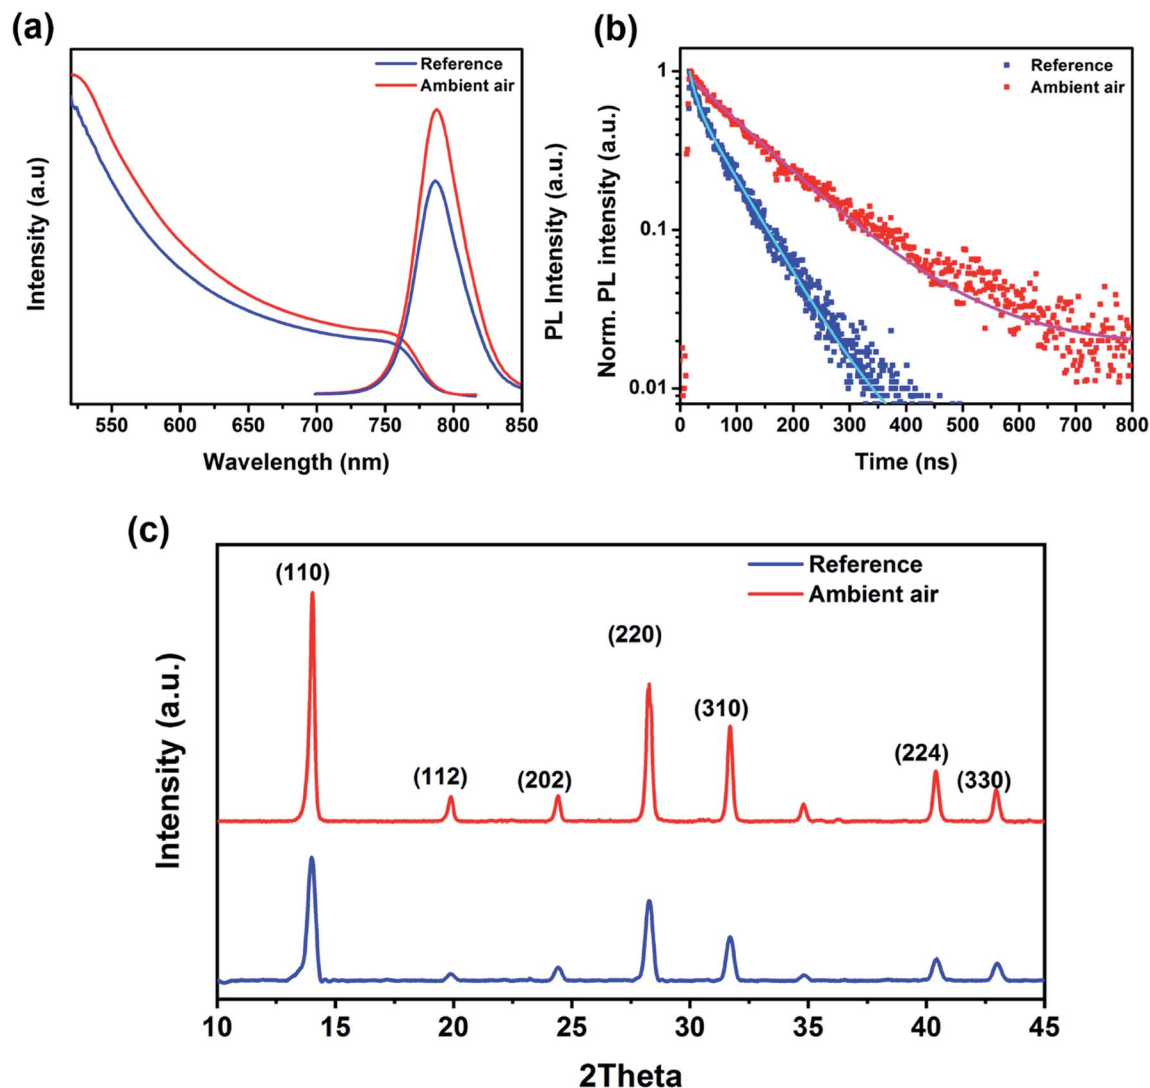 (a)
Reference
Ambient air
Intensity (a.u)
PL Intensity (a.u.)
550 600 650 700 750 800 850
Wavelength (nm)
(b)
Reference
Ambient air
Norm. PL intensity (a.u.)
1
0.1
0.01
0 100 200 300 400 500 600 700 800
Time (ns)
(c)
Reference
Ambient air
(110)
(112)
(202)
(220)
(310)
(224)
(330)
Intensity (a.u.)
10 15 20 25 30 35 40 45
2Theta